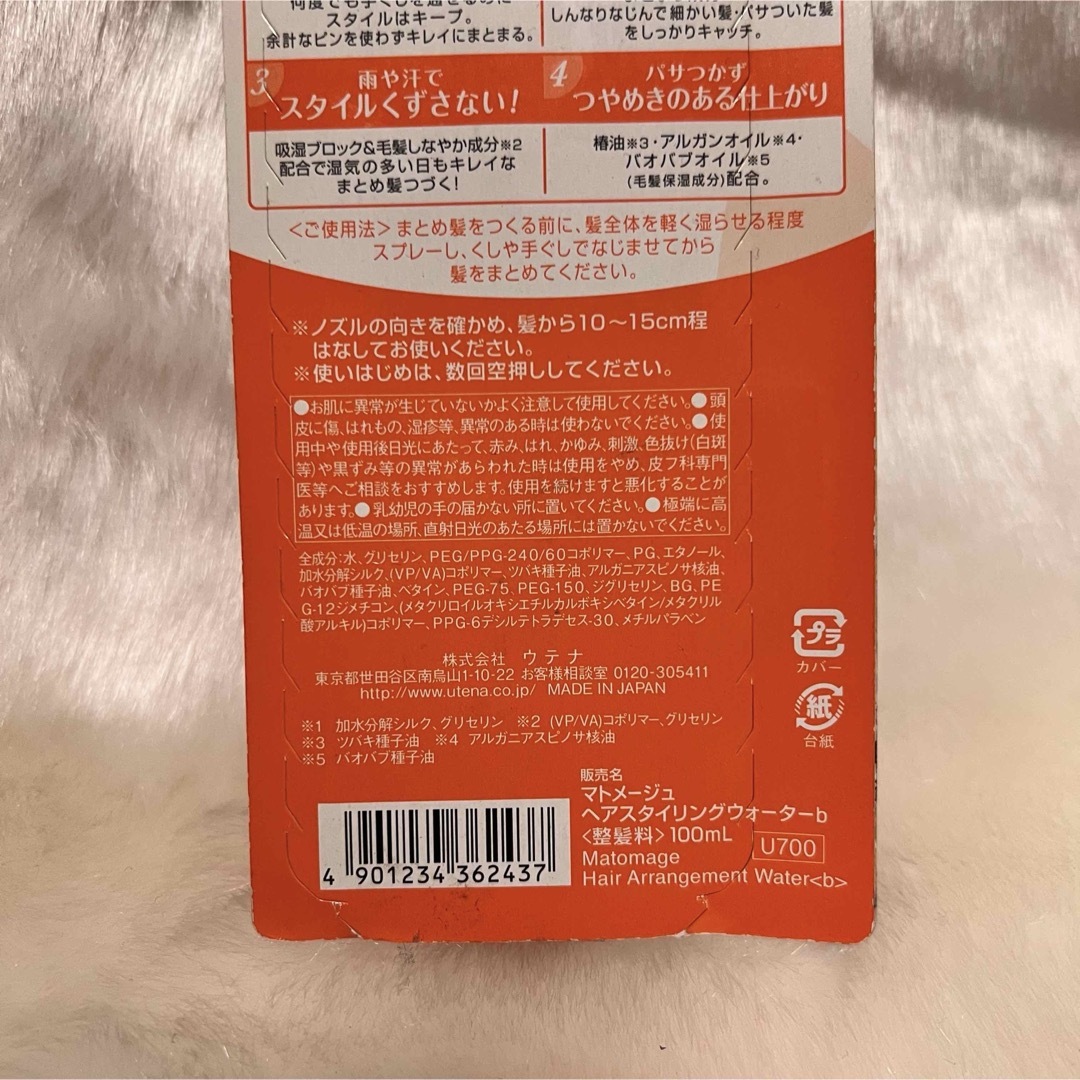 スタイルはキープ。
余計なピンを使わずキレイにまとまる。
しんなりなじんで細かい髪・パサついた髪
をしっかりキャッチ。
3 雨や汗で
スタイルくずさない!
吸湿ブロック&毛髪しなやか成分※2
配合で湿気の多い日もキレイな
まとめ髪つづく!
4 パサつかず
つやめきのある仕上がり
椿油※3・アルガンオイル※4・
バオバブオイル※5
(毛髪保湿成分)配合。
<ご使用法>まとめ髪をつくる前に、髪全体を軽く湿らせる程度
スプレーし、くしや手ぐしでなじませてから
髪をまとめてください。
※ノズルの向きを確かめ、髪から10〜15cm程
はなしてお使いください。
※使いはじめは、数回空押ししてください。
●お肌に異常が生じていないかよく注意して使用してください。●頭
皮に傷、はれもの、湿疹等、異常のある時は使わないでください。●使
用中や使用後日光にあたって、赤み、はれ、かゆみ、刺激、色抜け(白斑
等)や黒ずみ等の異常があらわれた時は使用をやめ、皮フ科専門
医等へご相談をおすすめします。使用を続けますと悪化することが
あります。●乳幼児の手の届かない所に置いてください。●極端に高
温又は低温の場所、直射日光のあたる場所には置かないでください。
全成分:水、グリセリン、PEG/PPG-240/60コポリマー、PG、エタノール、
加水分解シルク、(VP/VA)コポリマー、ツバキ種子油、アルガニアスピノサ核油、
バオバブ種子油、ベタイン、PEG-75、PEG-150、ジグリセリン、BG、PE
G-12ジメチコン、(メタクリロイルオキシエチルカルボキシベタイン/メタクリル
酸アルキル)コポリマー、PPG-6デシルテトラデセス-30、メチルパラベン
株式会社 ウテナ
東京都世田谷区南烏山1-10-22 お客様相談室 0120-305411
http://www.utena.co.jp/ MADE IN JAPAN
※1 加水分解シルク、グリセリン ※2 (VP/VA)コポリマー、グリセリン
※3 ツバキ種子油 ※4 アルガニアスピノサ核油
※5 バオバブ種子油
プラ
カバー
紙
台紙
販売名
マトメージュ
ヘアスタイリングウォーターb
<整髪料>100mL
U700
Matomage
Hair Arrangement Water<b>
4 901234 362437